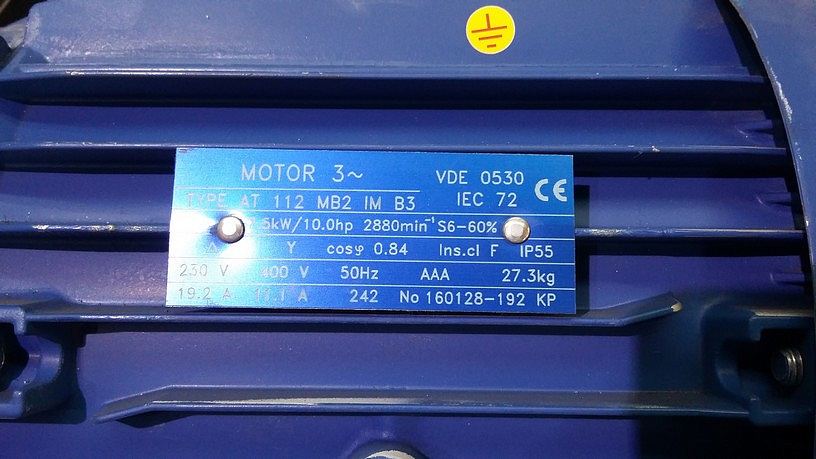 MOTOR 3~ VDE 0530 CE
TYPE AT 112 MB2 IM B3 IEC 72
.5kW/10.0hp 2880min⁻¹ S6-60%
Y cosφ 0.84 Ins.cl F IP55
230 V 400 V 50Hz AAA 27.3kg
19.2 A 11.1 A 242 No 160128-192 KP